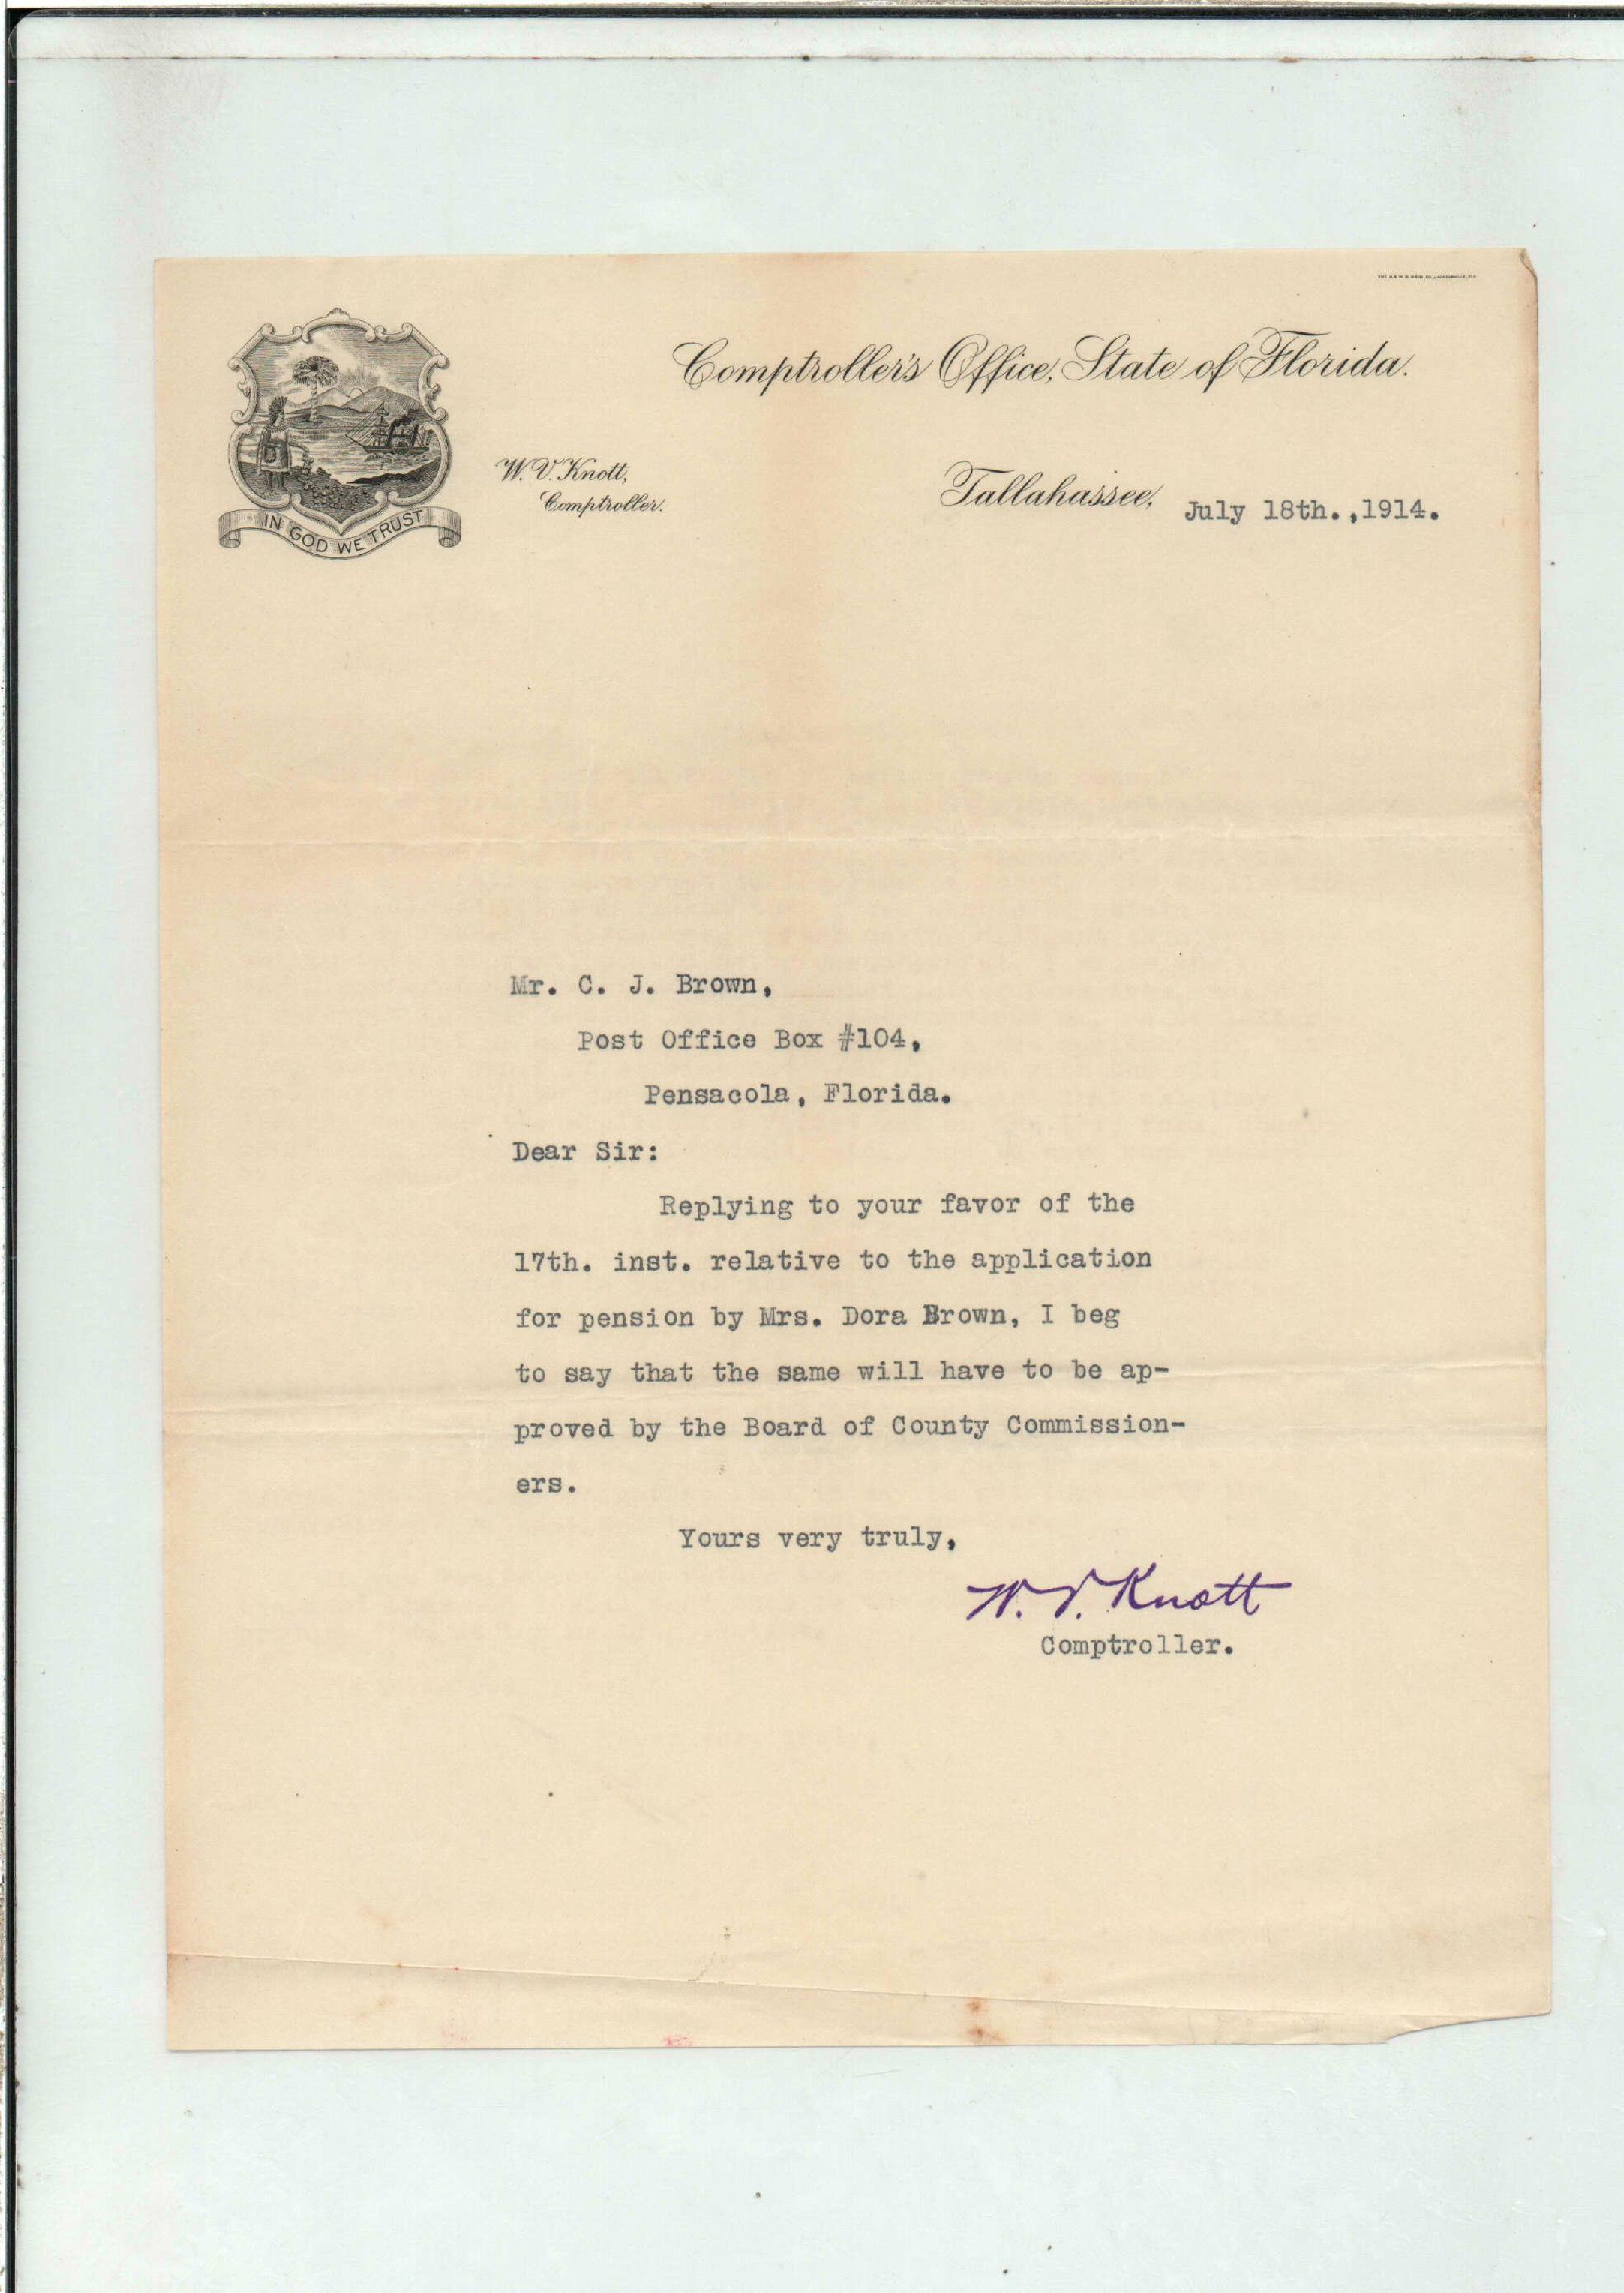 Comptroller's Office, State of Florida.
W. V. Knott,
Comptroller.
Tallahassee, July 18th.,1914.
IN GOD WE TRUST
Mr. C. J. Brown,
Post Office Box #104,
Pensacola, Florida.
Dear Sir:
Replying to your favor of the
17th. inst. relative to the application
for pension by Mrs. Dora Brown, I beg
to say that the same will have to be ap-
proved by the Board of County Commission-
ers.
Yours very truly,
W. V. Knott
Comptroller.